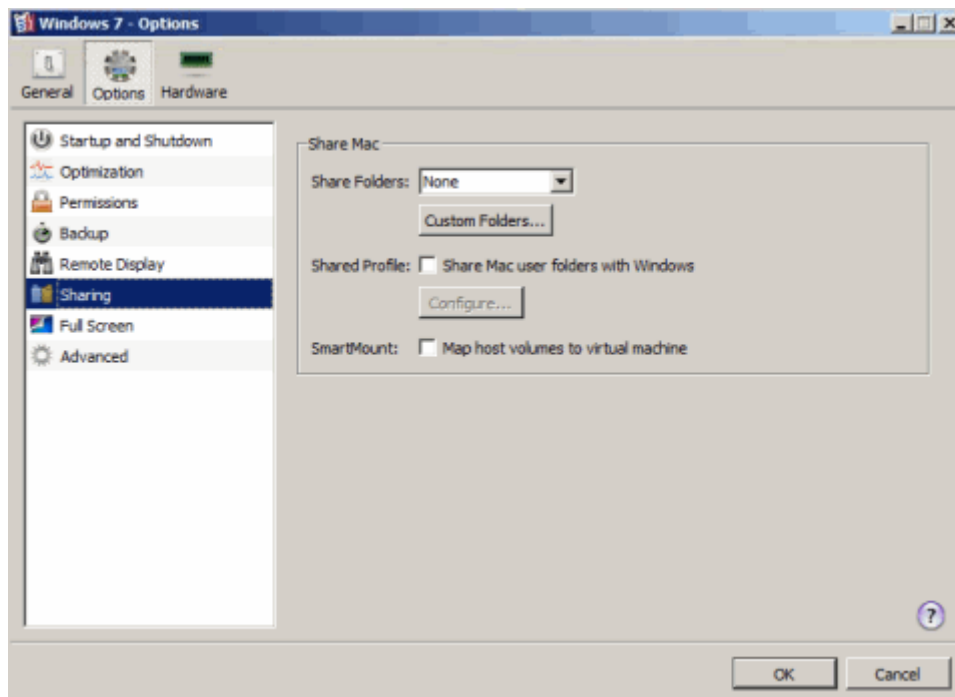 Windows 7 - Options
General Options Hardware
Startup and Shutdown
Optimization
Permissions
Backup
Remote Display
Sharing
Full Screen
Advanced
Share Mac
Share Folders: None
Custom Folders...
Shared Profile: Share Mac user folders with Windows
Configure...
SmartMount: Map host volumes to virtual machine
?
OK Cancel